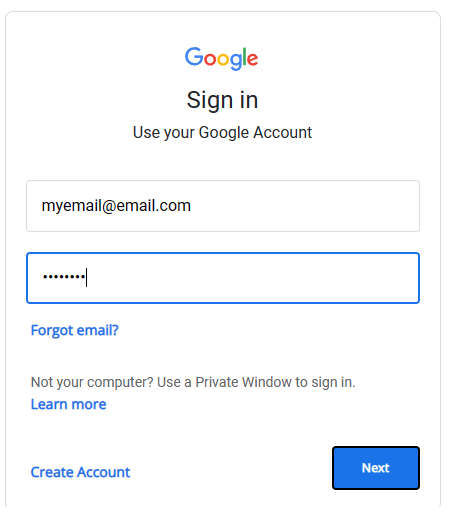 Google
Sign in
Use your Google Account
myemail@email.com
••••••••
Forgot email?
Not your computer? Use a Private Window to sign in.
Learn more
Create Account
Next